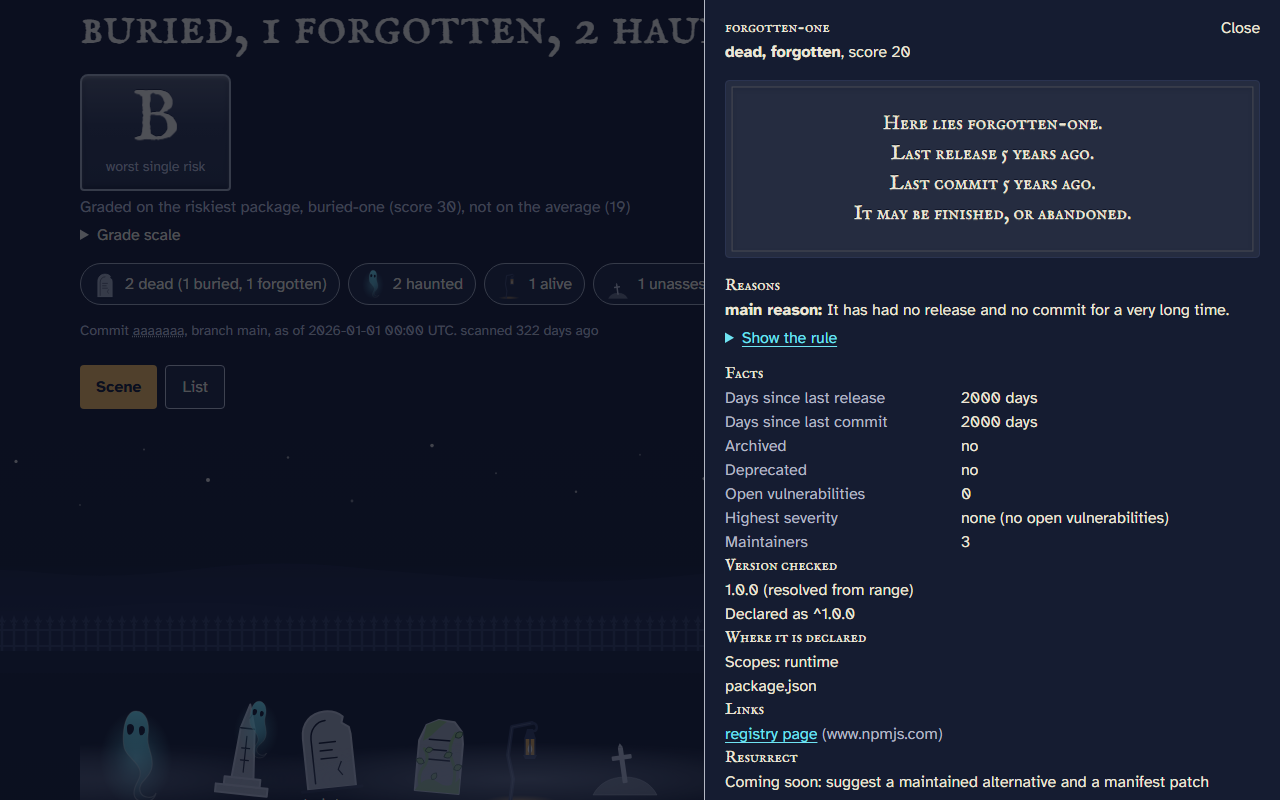 BURIED, 1 FORGOTTEN, 2 HAU
B
worst single risk
Graded on the riskiest package, buried-one (score 30), not on the average (19)
Grade scale
2 dead (1 buried, 1 forgotten)
2 haunted
1 alive
1 unasses
Commit aaaaaaa, branch main, as of 2026-01-01 00:00 UTC. scanned 322 days ago
Scene
List
forgotten-one
Close
dead, forgotten, score 20
Here lies forgotten-one.
Last release 5 years ago.
Last commit 5 years ago.
It may be finished, or abandoned.
Reasons
main reason: It has had no release and no commit for a very long time.
Show the rule
Facts
Days since last release 2000 days
Days since last commit 2000 days
Archived no
Deprecated no
Open vulnerabilities 0
Highest severity none (no open vulnerabilities)
Maintainers 3
Version checked
1.0.0 (resolved from range)
Declared as ^1.0.0
Where it is declared
Scopes: runtime
package.json
Links
registry page (www.npmjs.com)
Resurrect
Coming soon: suggest a maintained alternative and a manifest patch